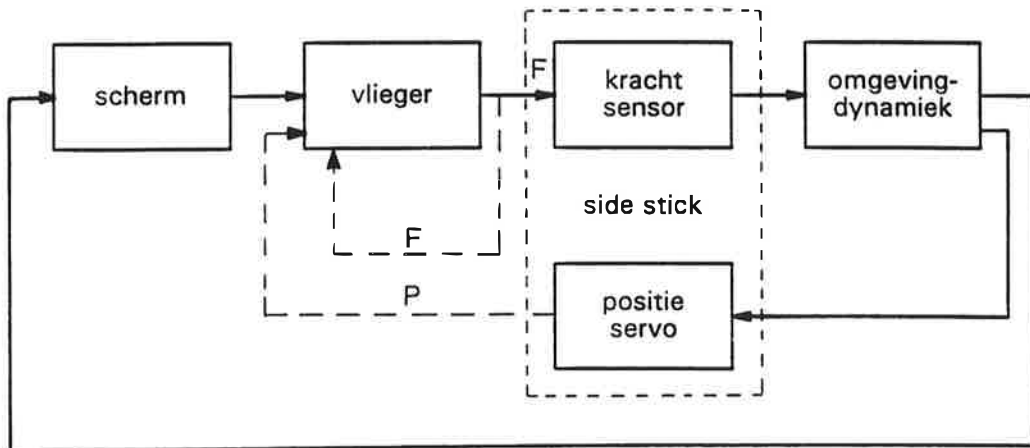 scherm
vlieger
F
kracht
sensor
omgeving-
dynamiek
side stick
F
P
positie
servo